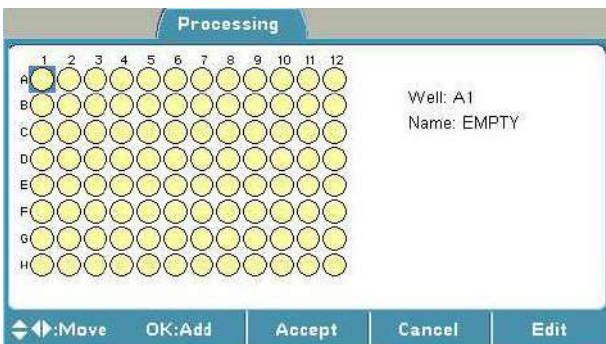 Processing
1 2 3 4 5 6 7 8 9 10 11 12
A
B
C
D
E
F
G
H
Well: A1
Name: EMPTY
:Move OK:Add Accept Cancel Edit